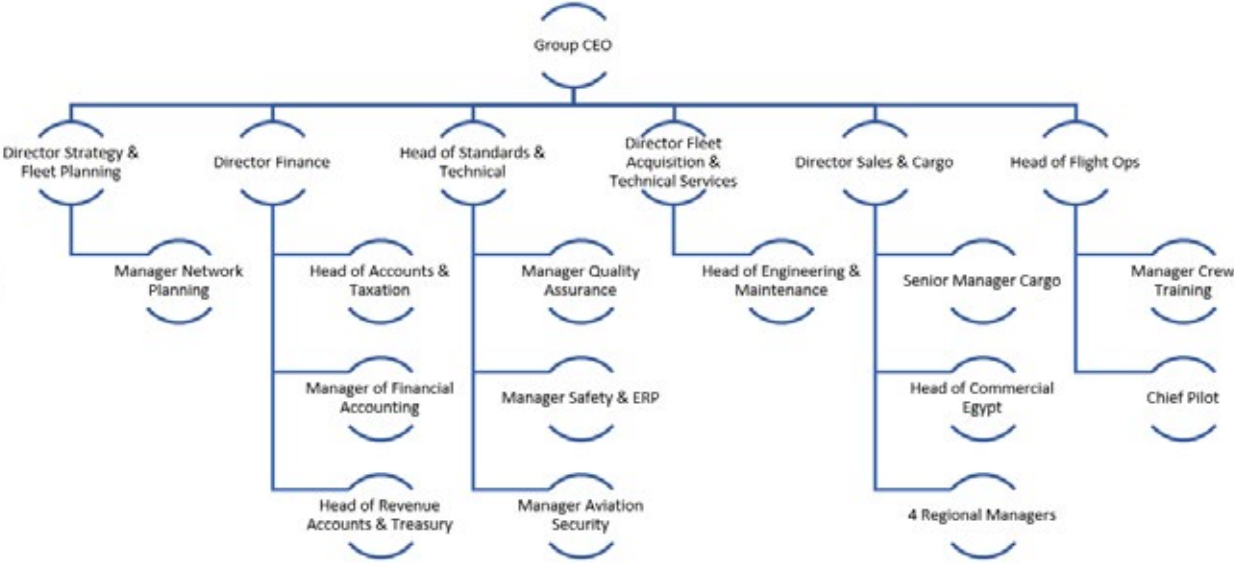 Group CEO
Director Strategy &
Fleet Planning
Director Finance
Head of Standards &
Technical
Director Fleet
Acquisition &
Technical Services
Director Sales & Cargo
Head of Flight Ops
Manager Network
Planning
Head of Accounts &
Taxation
Manager Quality
Assurance
Head of Engineering &
Maintenance
Senior Manager Cargo
Manager Crew
Training
Manager of Financial
Accounting
Manager Safety & ERP
Head of Commercial
Egypt
Chief Pilot
Head of Revenue
Accounts & Treasury
Manager Aviation
Security
4 Regional Managers